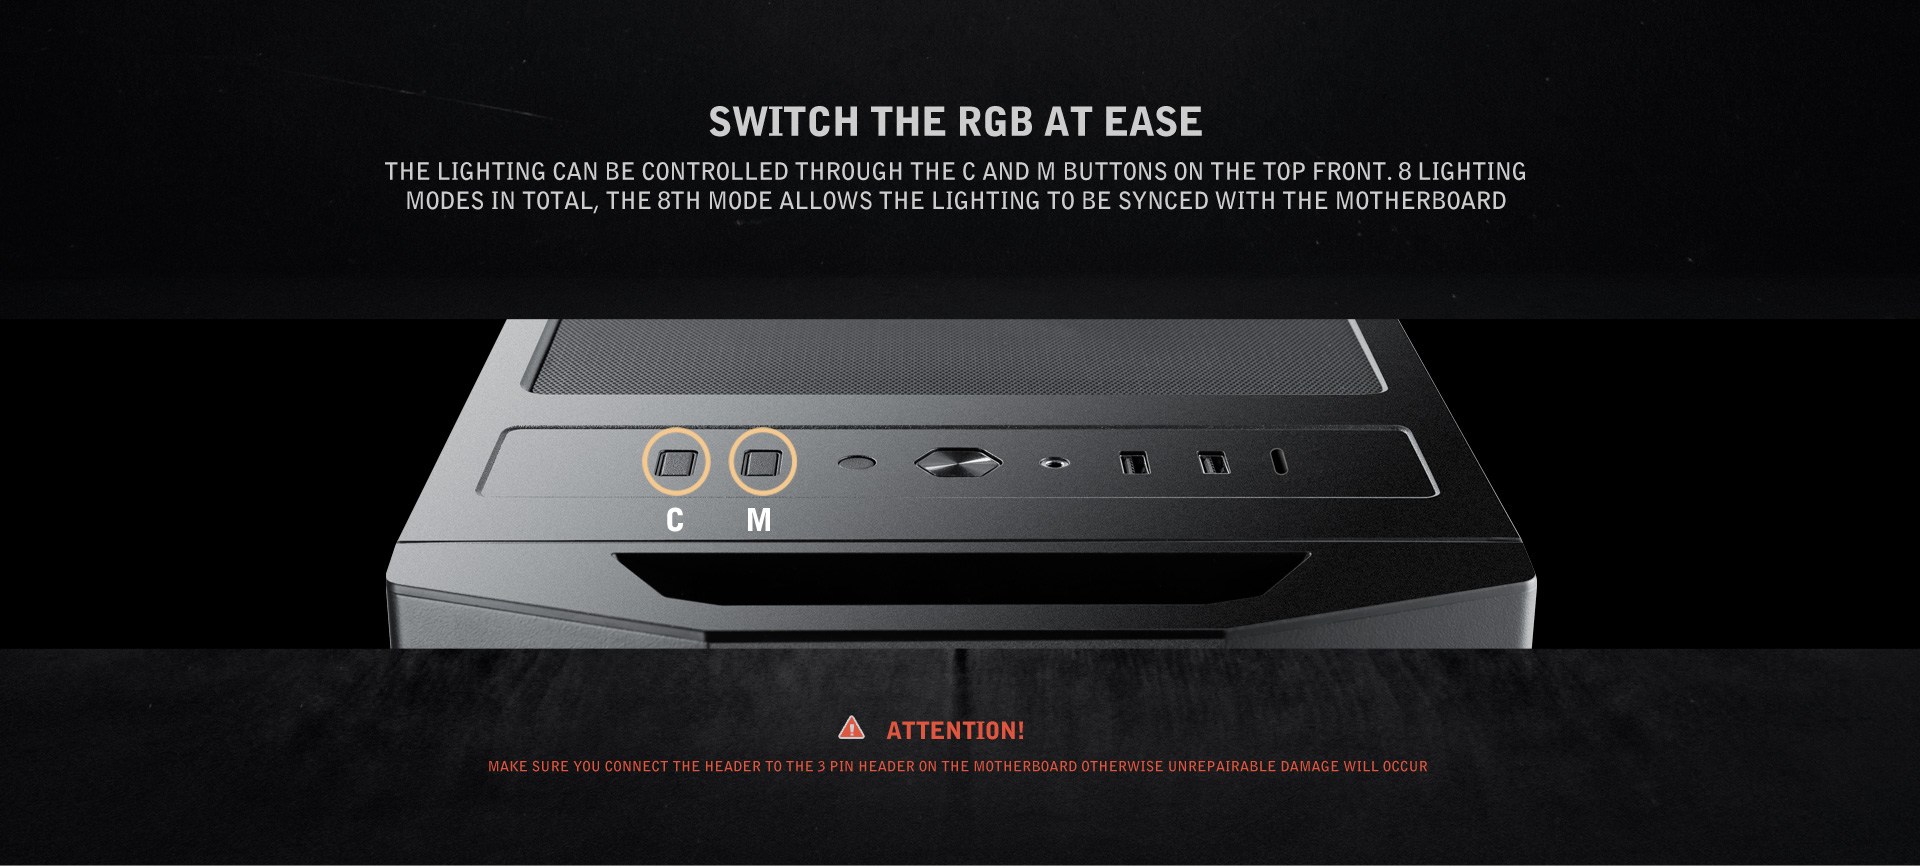 SWITCH THE RGB AT EASE
THE LIGHTING CAN BE CONTROLLED THROUGH THE C AND M BUTTONS ON THE TOP FRONT. 8 LIGHTING
MODES IN TOTAL, THE 8TH MODE ALLOWS THE LIGHTING TO BE SYNCED WITH THE MOTHERBOARD
C M
ATTENTION!
MAKE SURE YOU CONNECT THE HEADER TO THE 3 PIN HEADER ON THE MOTHERBOARD OTHERWISE UNREPAIRABLE DAMAGE WILL OCCUR